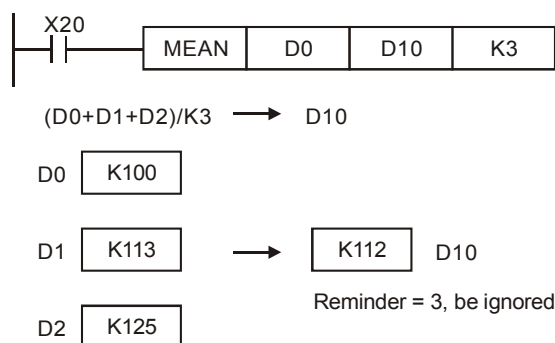 X20
MEAN D0 D10 K3
(D0+D1+D2)/K3 D10
D0 K100
D1 K113 K112 D10
Reminder = 3, be ignored
D2 K125